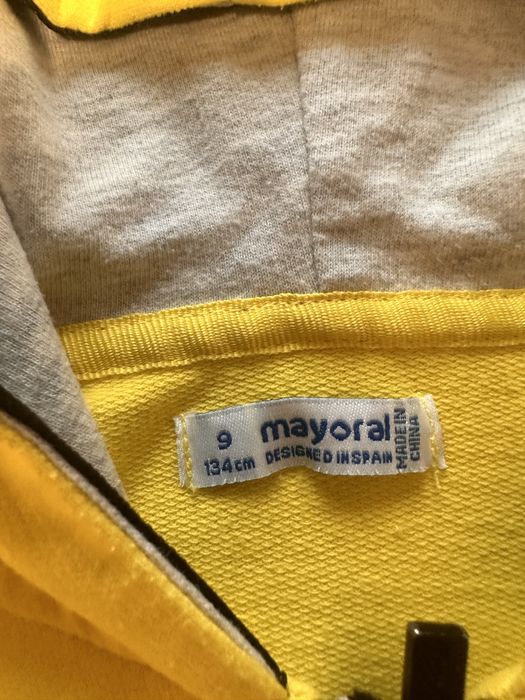 9
134cm
mayoral
DESIGNED IN SPAIN
MADE IN
CHINA